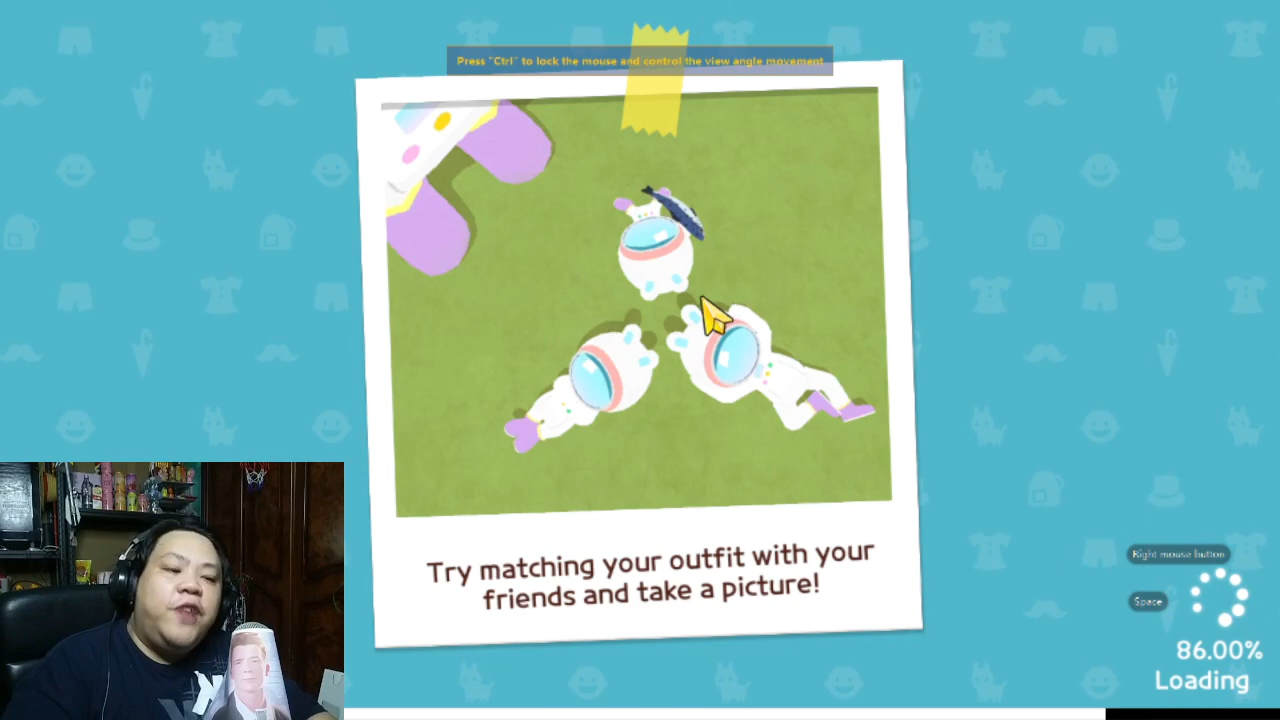 Press "Ctrl" to lock the mouse and control the view angle movement
Try matching your outfit with your
friends and take a picture!
Right mouse button
Space
86.00%
Loading